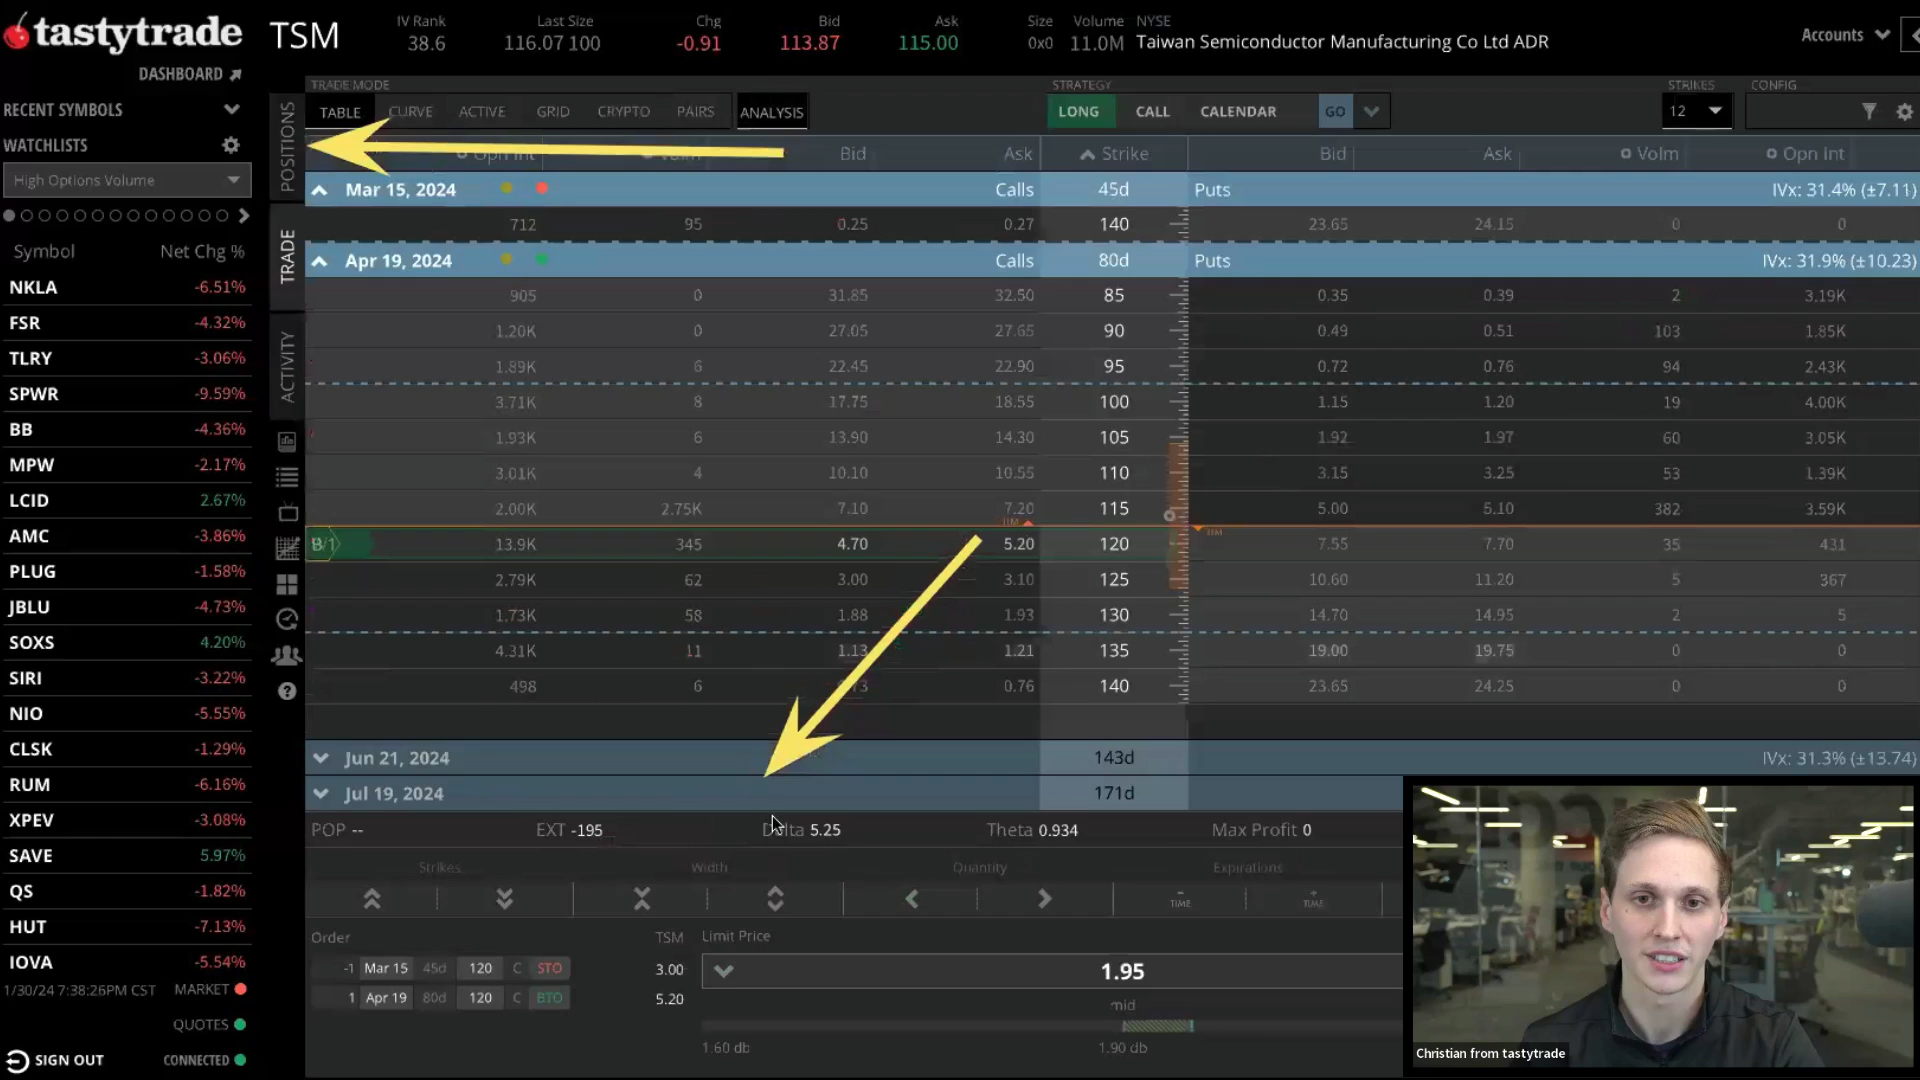 tastytrade TSM IV Rank 38.6 Last Size 116.07 100 Chg -0.91 Bid 113.87 Ask 115.00 Size 0x0 Volume 11.0M NYSE Taiwan Semiconductor Manufacturing Co Ltd ADR Accounts
DASHBOARD
RECENT SYMBOLS
WATCHLISTS
High Options Volume
Symbol Net Chg %
NKLA -6.51%
FSR -4.32%
TLRY -3.06%
SPWR -9.59%
BB -4.36%
MPW -2.17%
LCID 2.67%
AMC -3.86%
PLUG -1.58%
JBLU -4.73%
SOXS 4.20%
SIRI -3.22%
NIO -5.55%
CLSK -1.29%
RUM -6.16%
XPEV -3.08%
SAVE 5.97%
QS -1.82%
HUT -7.13%
IOVA -5.54%
1/30/24 7:38:26PM CST MARKET
QUOTES
SIGN OUT CONNECTED
POSITIONS
TRADE
ACTIVITY
TRADE MODE STRATEGY STRIKES CONFIG
TABLE CURVE ACTIVE GRID CRYPTO PAIRS ANALYSIS LONG CALL CALENDAR GO 12
Opn Int Volm Bid Ask Strike Bid Ask Volm Opn Int
Mar 15, 2024 Calls 45d Puts IVx: 31.4% (±7.11)
712 95 0.25 0.27 140 23.65 24.15 0 0
Apr 19, 2024 Calls 80d Puts IVx: 31.9% (±10.23)
905 0 31.85 32.50 85 0.35 0.39 2 3.19K
1.20K 0 27.05 27.65 90 0.49 0.51 103 1.85K
1.89K 6 22.45 22.90 95 0.72 0.76 94 2.43K
3.71K 8 17.75 18.55 100 1.15 1.20 19 4.00K
1.93K 6 13.90 14.30 105 1.92 1.97 60 3.05K
3.01K 4 10.10 10.55 110 3.15 3.25 53 1.39K
2.00K 2.75K 7.10 7.20 115 5.00 5.10 382 3.59K
ITM ITM
13.9K 345 4.70 5.20 120 7.55 7.70 35 431
2.79K 62 3.00 3.10 125 10.60 11.20 5 367
1.73K 58 1.88 1.93 130 14.70 14.95 2 5
4.31K 11 1.13 1.21 135 19.00 19.75 0 0
498 6 0.76 140 23.65 24.25 0 0
Jun 21, 2024 143d IVx: 31.3% (±13.74)
Jul 19, 2024 171d
POP -- EXT -195 Delta 5.25 Theta 0.934 Max Profit 0
Strikes Width Quantity Expirations
TIME TIME
Order TSM Limit Price
-1 Mar 15 45d 120 C STO 3.00
1 Apr 19 80d 120 C BTO 5.20
1.95
mid
1.60 db 1.90 db
Christian from tastytrade